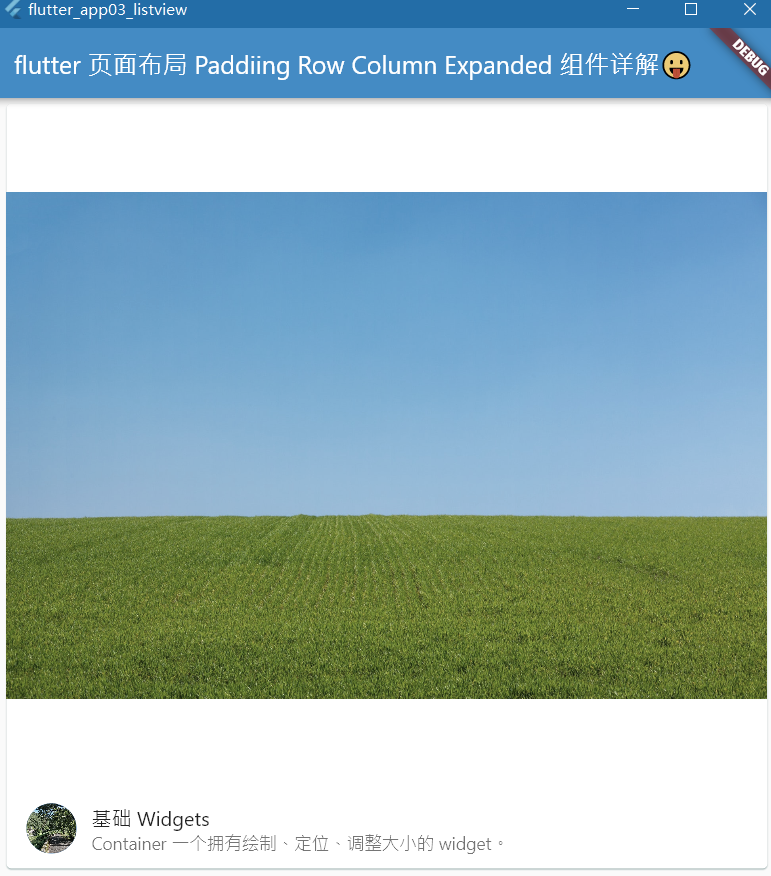 flutter_app03_listview
flutter 页面布局 Paddiing Row Column Expanded 组件详解😛
DEBUG
基础 Widgets
Container 一个拥有绘制、定位、调整大小的 widget。